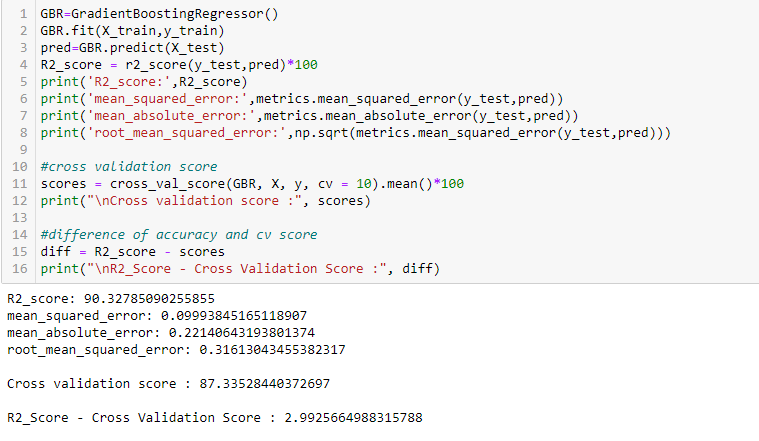 1 GBR=GradientBoostingRegressor()
2 GBR.fit(X_train,y_train)
3 pred=GBR.predict(X_test)
4 R2_score = r2_score(y_test,pred)*100
5 print('R2_score:',R2_score)
6 print('mean_squared_error:',metrics.mean_squared_error(y_test,pred))
7 print('mean_absolute_error:',metrics.mean_absolute_error(y_test,pred))
8 print('root_mean_squared_error:',np.sqrt(metrics.mean_squared_error(y_test,pred)))
9
10 #cross validation score
11 scores = cross_val_score(GBR, X, y, cv = 10).mean()*100
12 print("\nCross validation score :", scores)
13
14 #difference of accuracy and cv score
15 diff = R2_score - scores
16 print("\nR2_Score - Cross Validation Score :", diff)
R2_score: 90.32785090255855
mean_squared_error: 0.09993845165118907
mean_absolute_error: 0.22140643193801374
root_mean_squared_error: 0.31613043455382317
Cross validation score : 87.33528440372697
R2_Score - Cross Validation Score : 2.9925664988315788